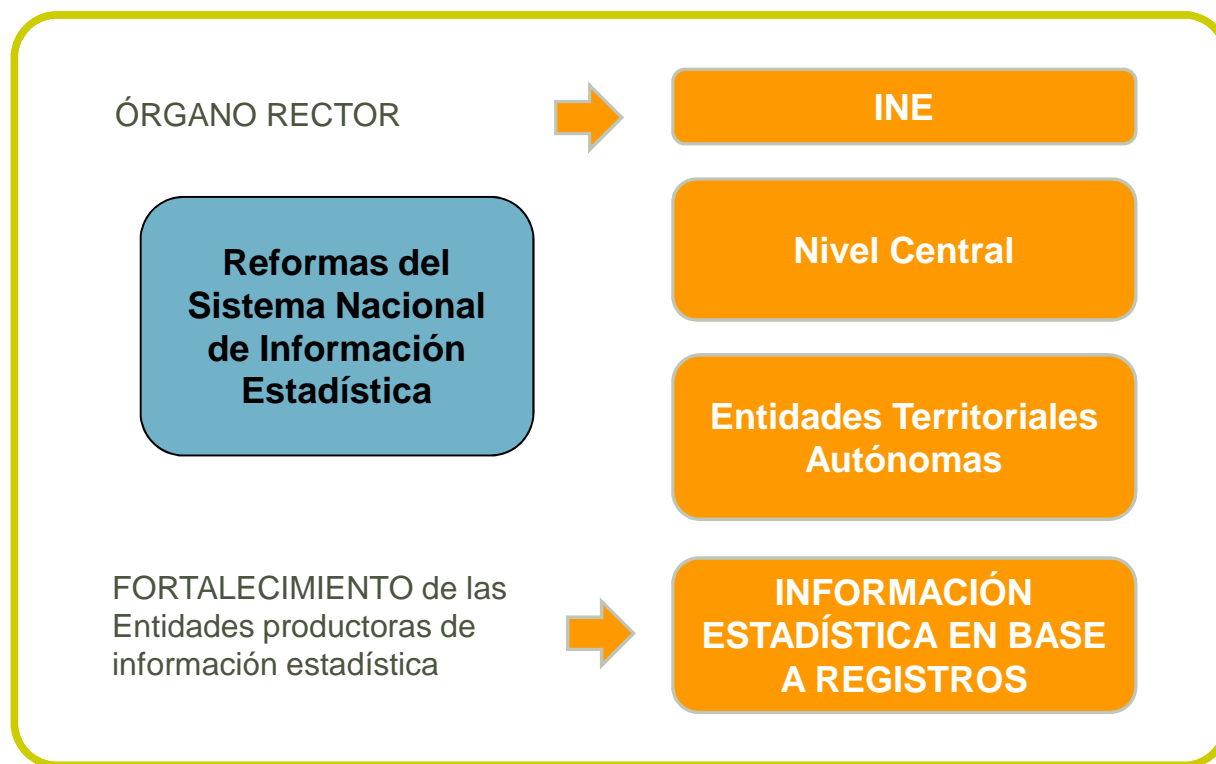 ÓRGANO RECTOR
INE
Reformas del
Sistema Nacional
de Información
Estadística
Nivel Central
Entidades Territoriales
Autónomas
FORTALECIMIENTO de las
Entidades productoras de
información estadística
INFORMACIÓN
ESTADÍSTICA EN BASE
A REGISTROS